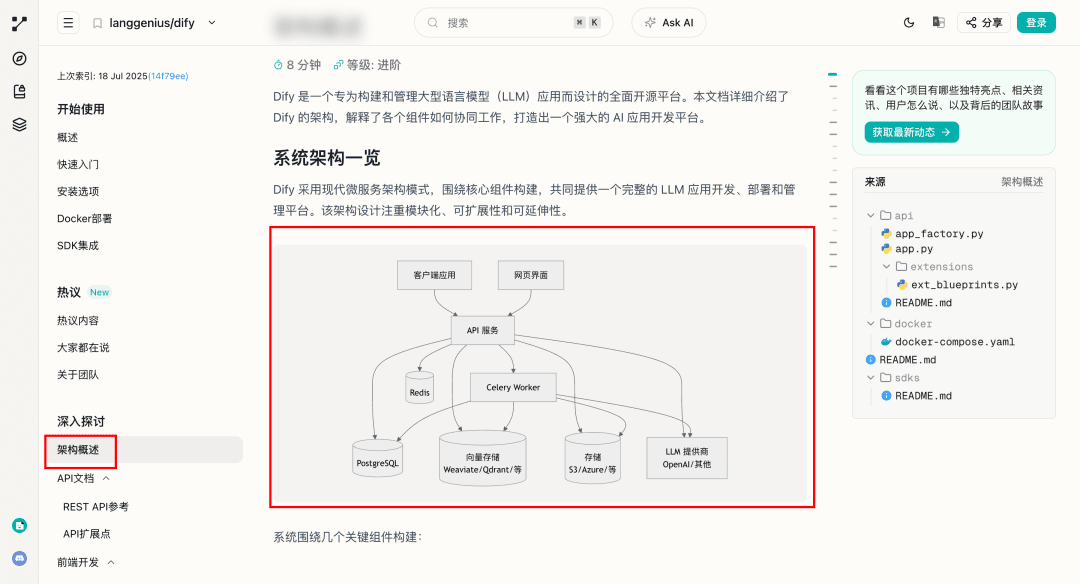 langgenius/dify
搜索
⌘ K
Ask AI
分享
登录
上次索引: 18 Jul 2025(14f79ee)
开始使用
概述
快速入门
安装选项
Docker部署
SDK集成
热议 New
热议内容
大家都在说
关于团队
深入探讨
架构概述
API文档
REST API参考
API扩展点
前端开发
8 分钟 等级: 进阶
Dify 是一个专为构建和管理大型语言模型（LLM）应用而设计的全面开源平台。本文档详细介绍了
Dify 的架构，解释了各个组件如何协同工作，打造出一个强大的 AI 应用开发平台。
系统架构一览
Dify 采用现代微服务架构模式，围绕核心组件构建，共同提供一个完整的 LLM 应用开发、部署和管
理平台。该架构设计注重模块化、可扩展性和可延伸性。
客户端应用
网页界面
API 服务
Redis
Celery Worker
PostgreSQL
向量存储
Weaviate/Qdrant/等
存储
S3/Azure/等
LLM 提供商
OpenAI/其他
系统围绕几个关键组件构建：
看看这个项目有哪些独特亮点、相关资
讯、用户怎么说、以及背后的团队故事
获取最新动态 →
来源 架构概述
api
app_factory.py
app.py
extensions
ext_blueprints.py
README.md
docker
docker-compose.yaml
README.md
sdks
README.md